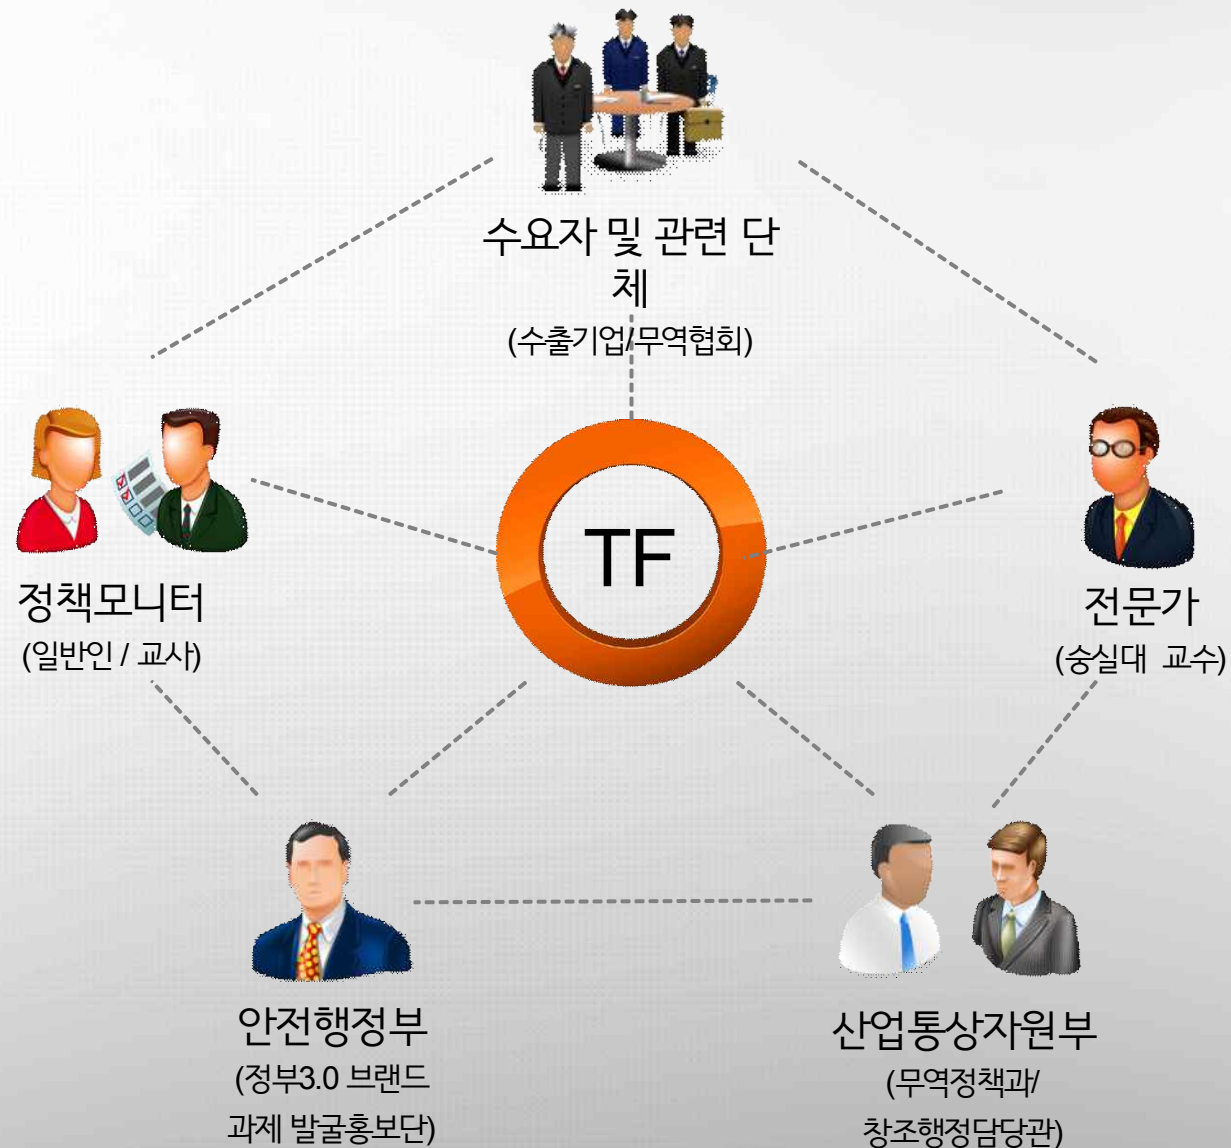 수요자 및 관련 단
체
(수출기업/무역협회)
TF
정책모니터
(일반인 / 교사)
전문가
(숭실대 교수)
안전행정부
(정부3.0 브랜드
과제 발굴홍보단)
산업통상자원부
(무역정책과/
창조행정담당관)